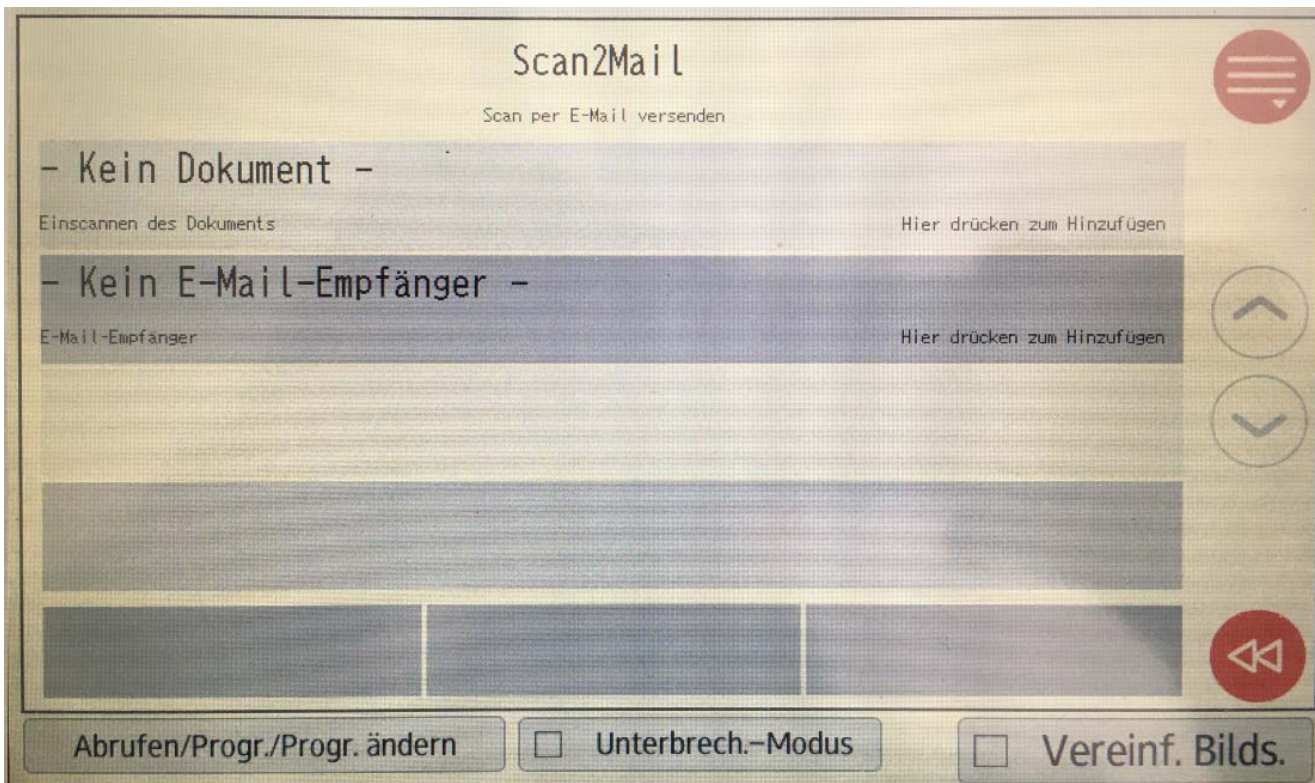 Scan2Mail
Scan per E-Mail versenden
- Kein Dokument -
Einscannen des Dokuments Hier drücken zum Hinzufügen
- Kein E-Mail-Empfänger -
E-Mail-Empfänger Hier drücken zum Hinzufügen
Abrufen/Progr./Progr. ändern Unterbrech.-Modus Vereinf. Bilds.